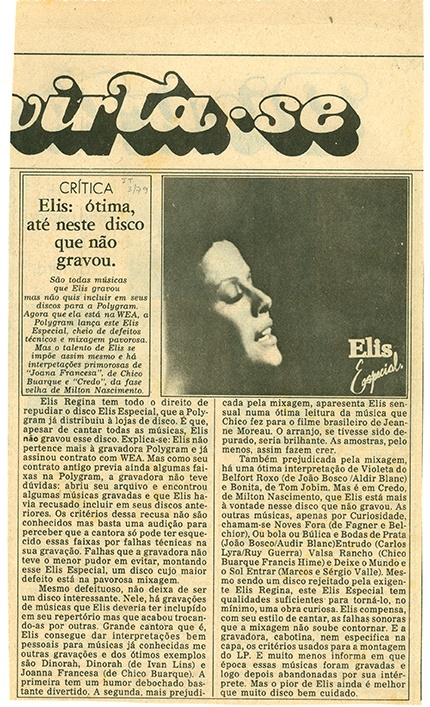 virta-se
CRÍTICA
JT
3/79
Elis: ótima,
até neste disco
que não
gravou.
São todas músicas
que Elis gravou
mas não quis incluir em seus
discos para a Polygram.
Agora que ela está na WEA, a
Polygram lança este Elis
Especial, cheio de defeitos
técnicos e mixagem pavorosa.
Mas o talento de Elis se
impõe assim mesmo e há
interpretações primorosas de
"Joana Francesa", de Chico
Buarque e "Credo", da fase
velha de Milton Nascimento.
Elis
Especial.
Elis Regina tem todo o direito de
repudiar o disco Elis Especial, que a Poly-
gram já distribuiu à lojas de disco. É que,
apesar de cantar todas as músicas, Elis
não gravou esse disco. Explica-se: Elis não
pertence mais à gravadora Polygram e já
assinou contrato com WEA. Mas como seu
contrato antigo previa ainda algumas fai-
xas na Polygram, a gravadora não teve
dúvidas: abriu seu arquivo e encontrou
algumas músicas gravadas e que Elis ha-
via recusado incluir em seus discos ante-
riores. Os critérios dessa recusa não são
conhecidos mas basta uma audição para
perceber que a cantora só pode ter esque-
cido essas faixas por falhas técnicas na
sua gravação. Falhas que a gravadora não
teve o menor pudor em evitar, montando
esse Elis Especial, um disco cujo maior
defeito está na pavorosa mixagem.
Mesmo defeituoso, não deixa de ser
um disco interessante. Nele, há gravações
de músicas que Elis deveria ter incluído
em seu repertório mas que acabou trocan-
do-as por outras. Grande cantora que é,
Elis consegue dar interpretações bem
pessoais para músicas já conhecidas me
outras gravações e dos ótimos exemplos
são Dinorah, Dinorah (de Ivan Lins) e
Joanna Francesa (de Chico Buarque). A
primeira tem um humor debochado bas-
tante divertido. A segunda, mais prejudi-
cada pela mixagem, apresenta Elis sen-
sual numa ótima leitura da música que
Chico fez para o filme brasileiro de Jean-
ne Moreau. O arranjo, se tivesse sido de-
purado, seria brilhante. As amostras, pelo
menos, assim fazem crer.
Também prejudicada pela mixagem,
há uma ótima interpretação de Violeta do
Belfort Roxo (de João Bosco/Aldir Blanc)
e Bonita, de Tom Jobim. Mas é em Credo,
de Milton Nascimento, que Elis está mais
à vontade nesse disco que não gravou. As
outras músicas, apenas por Curiosidade,
chamam-se Noves Fora (de Fagner e Bel-
chior), Ou bola ou Búlica e Bodas de Prata
(João Bosco/Audir Blanc)Entrudo (Carlos
Lyra/Ruy Guerra) Valsa Rancho (Chico
Buarque Francis Hime) e Deixe o Mundo e
o Sol Entrar (Marcos e Sérgio Valle). Mes-
mo sendo um disco rejeitado pela exigen-
te Elis Regina, este Elis Especial tem
qualidades suficientes para torná-lo, no
mínimo, uma obra curiosa. Elis compensa,
com seu estilo de cantar, as falhas sonoras
que a mixagem não soube contornar. E a
gravadora, cabotina, nem especifica na
capa, os critérios usados para a montagem
do LP. E muito menos informa em que
época essas músicas foram gravadas e
logo depois abandonadas por sua intér-
prete. Mas o pior de Elis ainda é melhor
que muito disco bem cuidado.